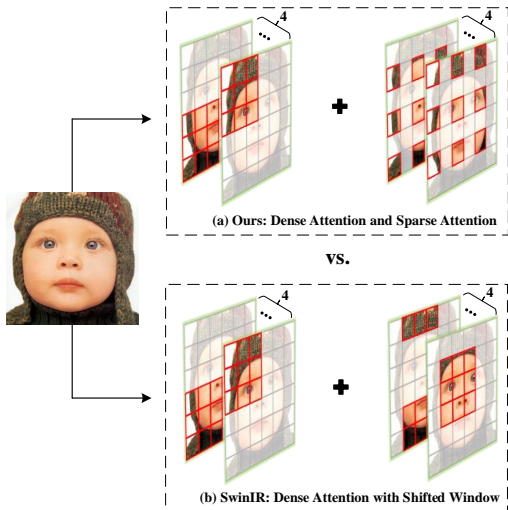 4
...
4
...
(a) Ours: Dense Attention and Sparse Attention
vs.
4
...
4
...
(b) SwinIR: Dense Attention with Shifted Window